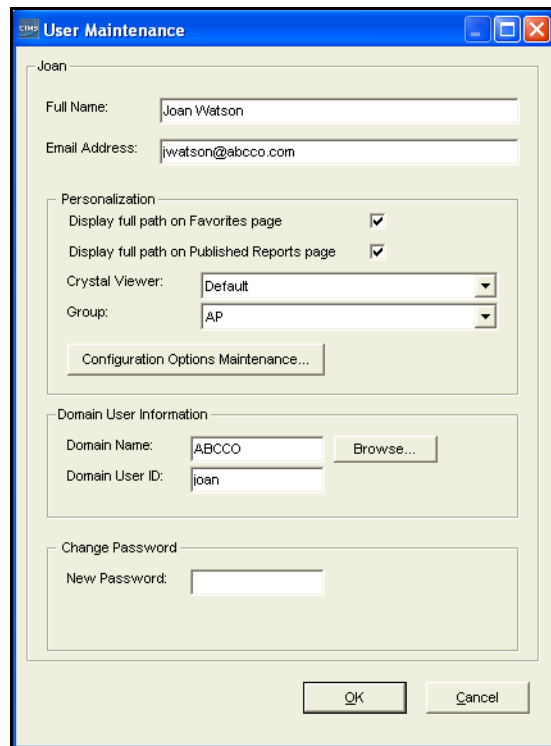 CIMS User Maintenance
Joan
Full Name: Joan Watson
Email Address: jwatson@abcco.com
Personalization
Display full path on Favorites page
Display full path on Published Reports page
Crystal Viewer: Default
Group: AP
Configuration Options Maintenance...
Domain User Information
Domain Name: ABCCO Browse...
Domain User ID: joan
Change Password
New Password:
OK Cancel